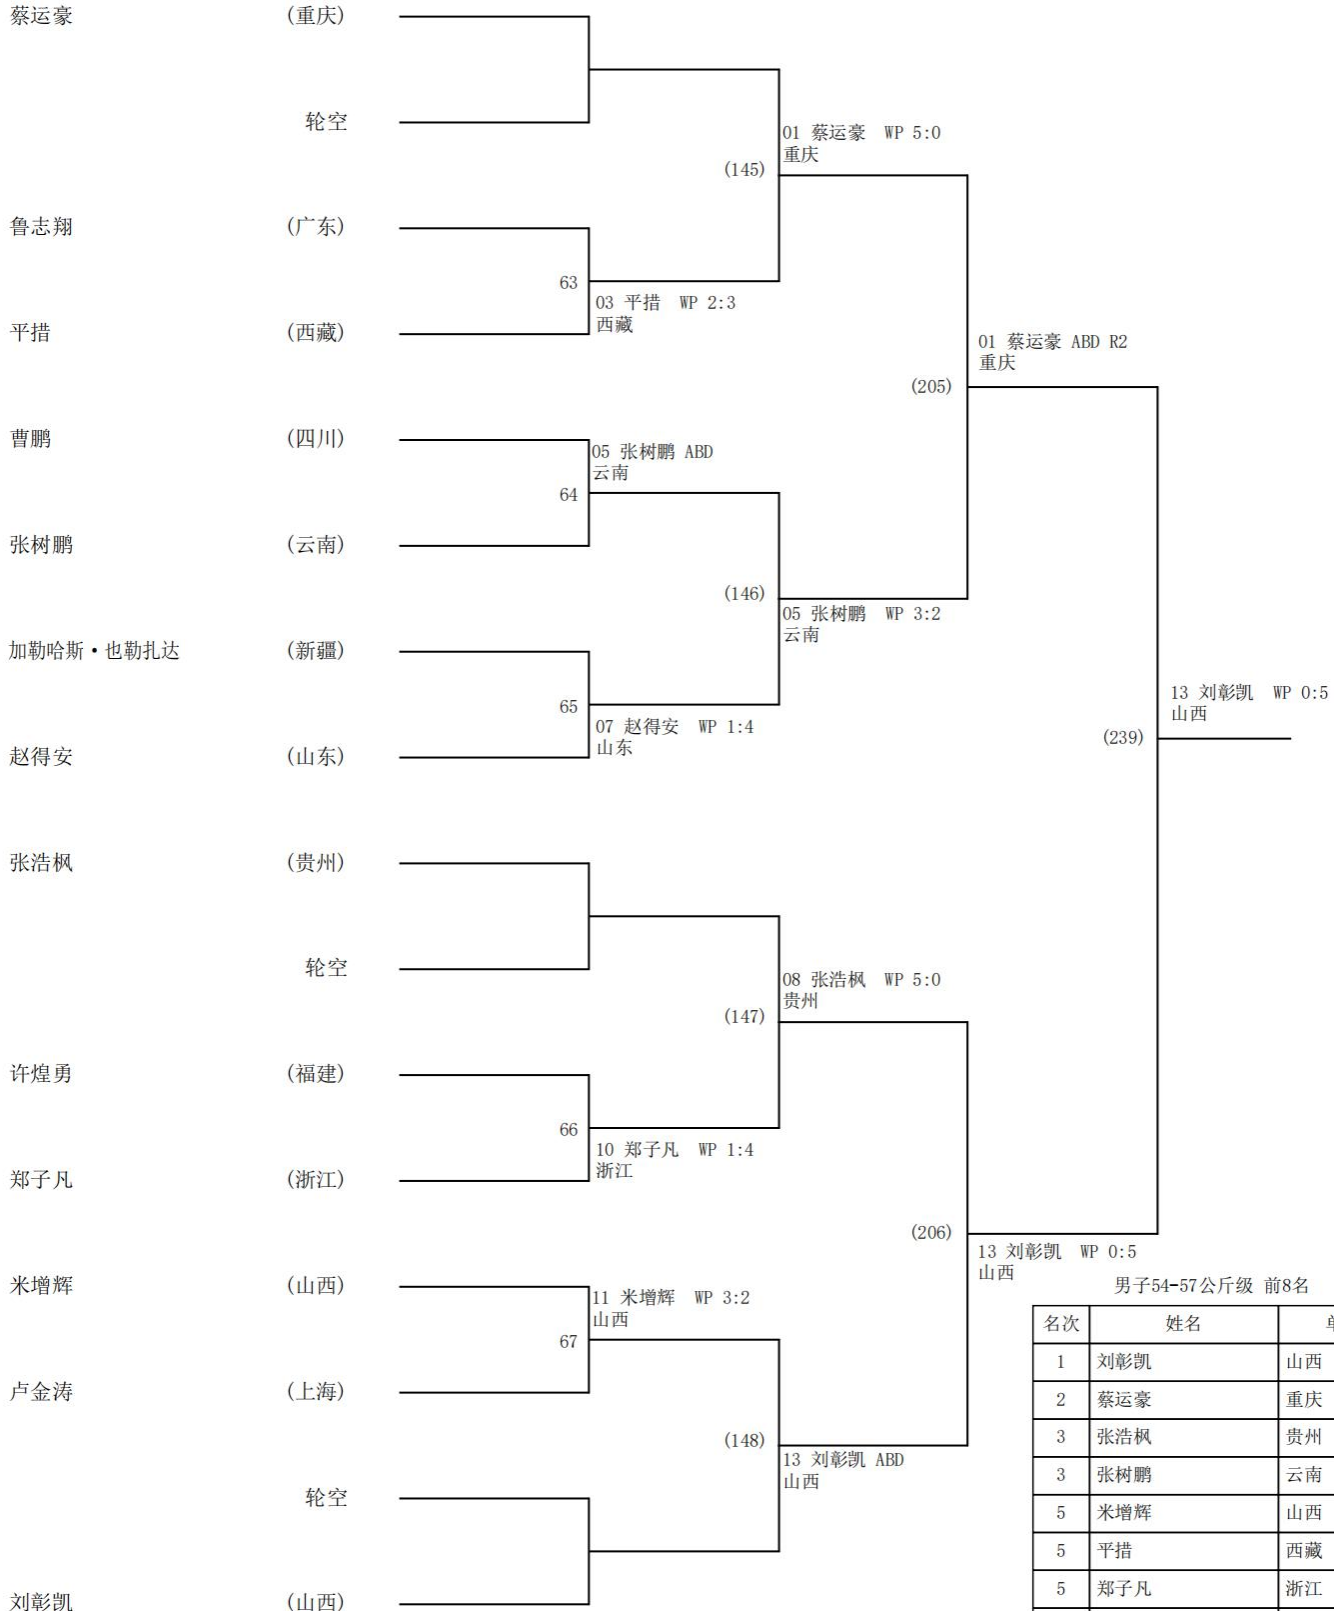 蔡运豪 (重庆)
轮空
01 蔡运豪 WP 5:0
重庆
(145)
鲁志翔 (广东)
63
03 平措 WP 2:3
西藏
平措 (西藏)
01 蔡运豪 ABD R2
重庆
(205)
曹鹏 (四川)
05 张树鹏 ABD
云南
64
张树鹏 (云南)
(146)
05 张树鹏 WP 3:2
云南
加勒哈斯·也勒扎达 (新疆)
65
07 赵得安 WP 1:4
山东
赵得安 (山东)
13 刘彰凯 WP 0:5
山西
(239)
张浩枫 (贵州)
轮空
08 张浩枫 WP 5:0
贵州
(147)
许煌勇 (福建)
66
10 郑子凡 WP 1:4
浙江
郑子凡 (浙江)
(206)
13 刘彰凯 WP 0:5
山西
米增辉 (山西)
11 米增辉 WP 3:2
山西
67
卢金涛 (上海)
(148)
13 刘彰凯 ABD
山西
轮空
刘彰凯 (山西)
男子54-57公斤级 前8名
名次 姓名
1 刘彰凯 山西
2 蔡运豪 重庆
3 张浩枫 贵州
3 张树鹏 云南
5 米增辉 山西
5 平措 西藏
5 郑子凡 浙江